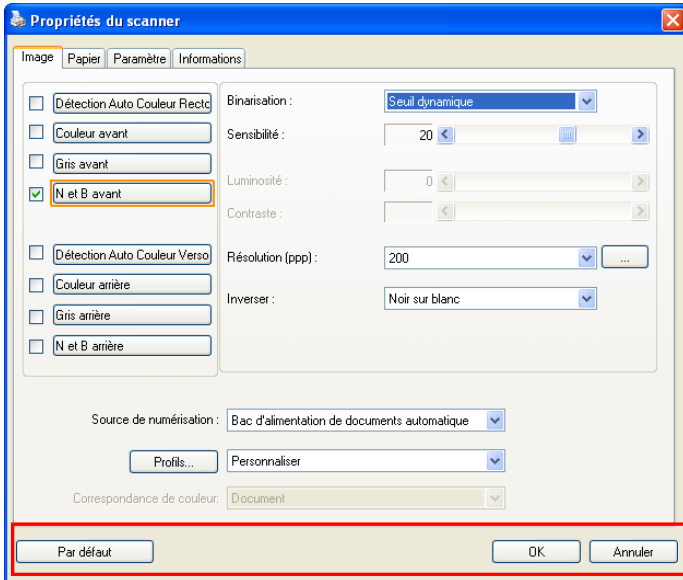 Propriétés du scanner
Image Papier Paramètre Informations
Détection Auto Couleur Recto
Couleur avant
Gris avant
N et B avant
Détection Auto Couleur Verso
Couleur arrière
Gris arrière
N et B arrière
Binarisation : Seuil dynamique
Sensibilité : 20
Luminosité : 0
Contraste :
Résolution (ppp) : 200 ...
Inverser : Noir sur blanc
Source de numérisation : Bac d'alimentation de documents automatique
Profils... Personnaliser
Correspondance de couleur: Document
Par défaut OK Annuler